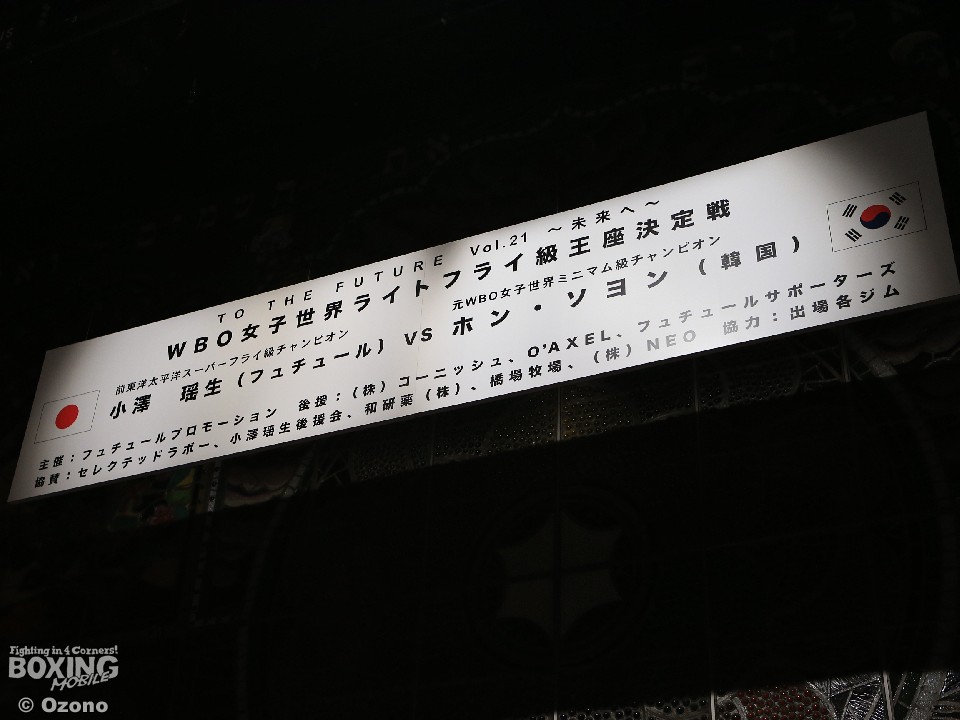 TO THE FUTURE Vol.21 ～未来へ～
WBO女子世界ライトフライ級王座決定戦
前東洋太平洋スーパーフライ級チャンピオン 元WBO女子世界ミニマム級チャンピオン
小澤 瑶生（フュチュール） VS ホン・ソヨン（韓国）
主催：フュチュールプロモーション 後援：（株）コーニッシュ、O'AXEL、フュチュールサポーターズ
協賛：セレクテッドラボー、小澤瑶生後援会、和研薬（株）、橋場牧場、（株）NEO 協力：出場各ジム
Fighting in 4 Corners!
BOXING
MOBILE
© Ozono